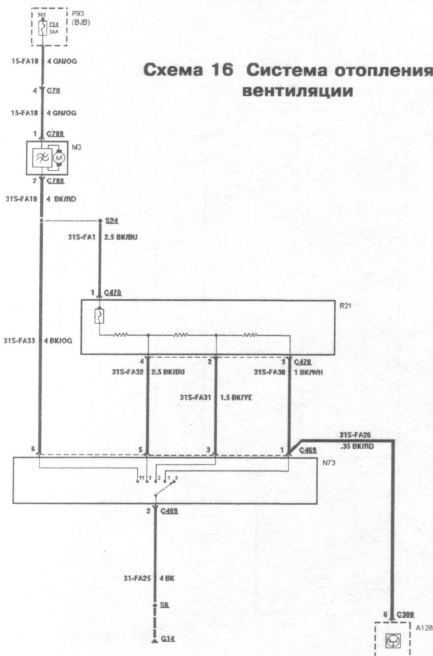 P93
(BJB)
15-FA18 4 GN/OG
4 C70
15-FA18 4 GN/OG
1 C789
M3
2 C789
31S-FA18 4 BK/RD
Схема 16 Система отопления
вентиляции
S24
31S-FA1 2.5 BK/BU
1 C470
R21
31S-FA33 4 BK/OG
4 2 3 C470
31S-FA32 2.5 BK/BU
31S-FA30 1 BK/WH
31S-FA31 1.5 BK/YE
31S-FA26
.35 BK/RD
6 5 3 1 C469
N73
2 C469
31-FA25 4 BK
S8
G14
6 C380
A128